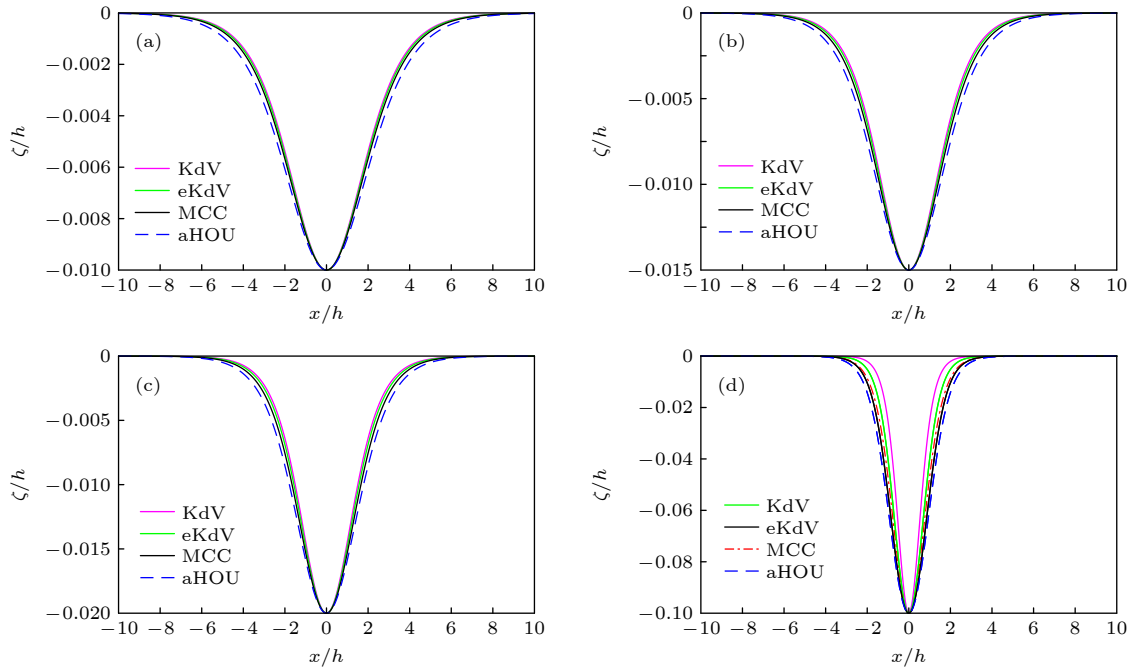 0
(a)
−0.002
−0.004
ζ/h
−0.006
KdV
eKdV
−0.008
MCC
aHOU
−0.010
−10 −8 −6 −4 −2 0 2 4 6 8 10
x/h
0
(b)
−0.005
ζ/h
−0.010
KdV
eKdV
MCC
aHOU
−0.015
−10 −8 −6 −4 −2 0 2 4 6 8 10
x/h
0
(c)
−0.005
ζ/h
−0.010
KdV
eKdV
−0.015
MCC
aHOU
−0.020
−10 −8 −6 −4 −2 0 2 4 6 8 10
x/h
0
(d)
−0.02
−0.04
ζ/h
−0.06
KdV
eKdV
−0.08
MCC
aHOU
−0.10
−10 −8 −6 −4 −2 0 2 4 6 8 10
x/h